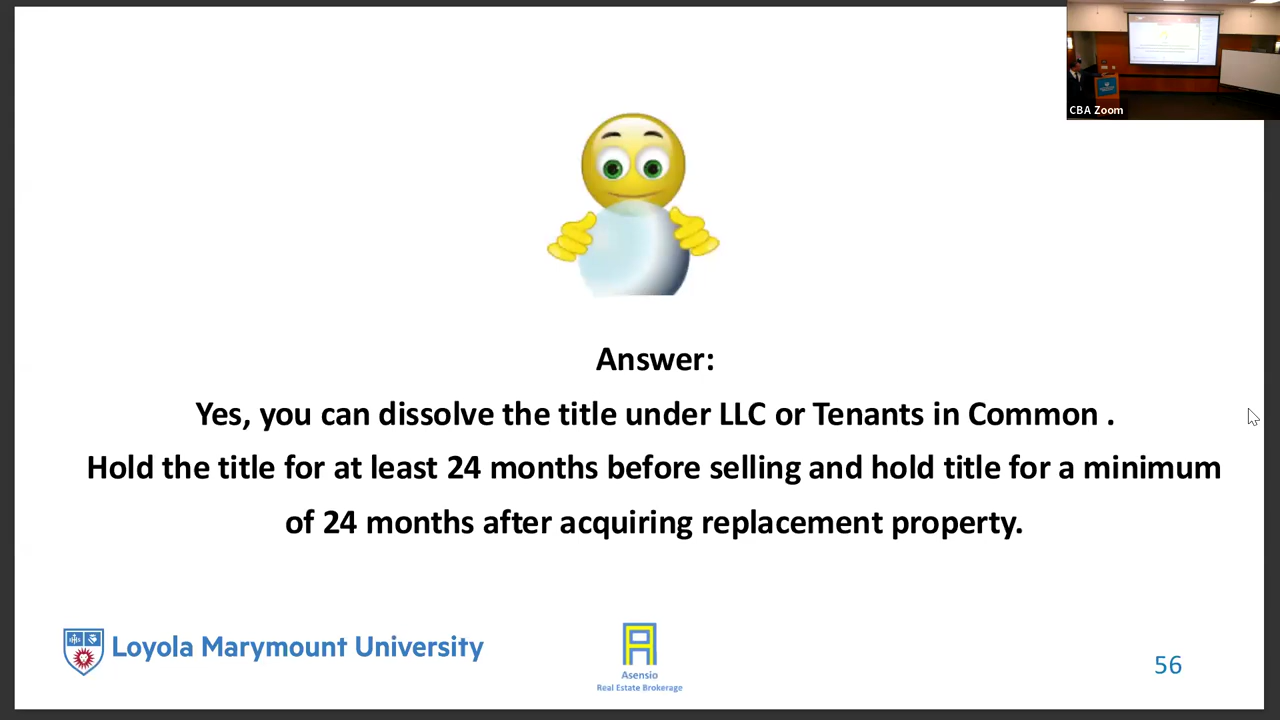 CBA Zoom
Answer:
Yes, you can dissolve the title under LLC or Tenants in Common .
Hold the title for at least 24 months before selling and hold title for a minimum
of 24 months after acquiring replacement property.
Loyola Marymount University
Asensio
Real Estate Brokerage
56